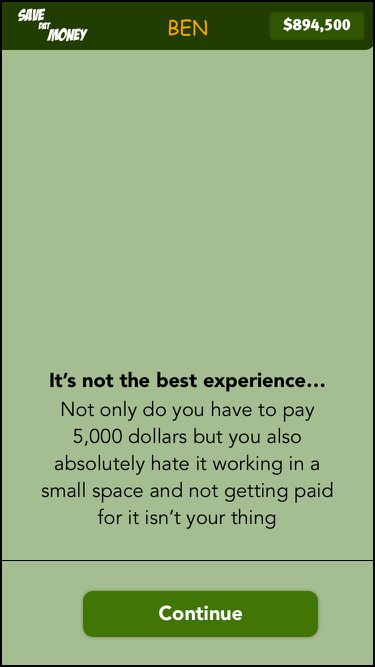 SAVE
DAT
MONEY
BEN
$894,500
It's not the best experience...
Not only do you have to pay
5,000 dollars but you also
absolutely hate it working in a
small space and not getting paid
for it isn't your thing
Continue